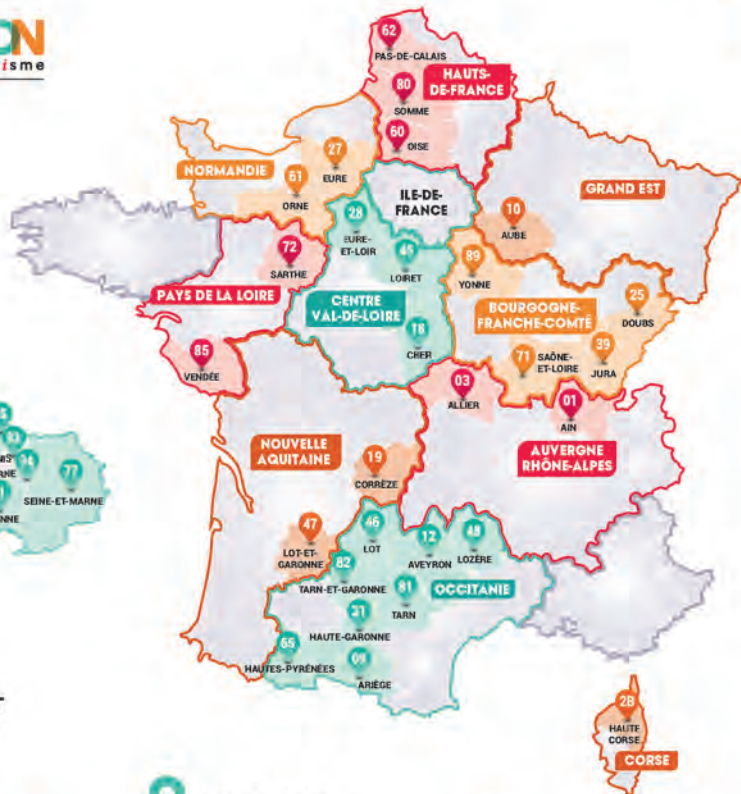 ON
isme
62
PAS-DE-CALAIS
HAUTS-
DE-FRANCE
80
SOMME
60
OISE
NORMANDIE
27
EURE
61
ORNE
ILE-DE-
FRANCE
GRAND EST
10
AUBE
28
EURE-
ET-LOIR
45
LOIRET
72
SARTHE
89
YONNE
PAYS DE LA LOIRE
CENTRE
VAL-DE-LOIRE
BOURGOGNE-
FRANCHE-COMTÉ
25
DOUBS
18
CHER
71
SAÔNE-
ET-LOIRE
39
JURA
85
VENDÉE
03
ALLIER
01
AIN
AUVERGNE
RHÔNE-ALPES
93
77
SEINE-ET-MARNE
NOUVELLE
AQUITAINE
19
CORRÈZE
47
LOT-ET-
GARONNE
46
LOT
12
AVEYRON
48
LOZÈRE
82
TARN-ET-GARONNE
81
TARN
OCCITANIE
31
HAUTE-GARONNE
65
HAUTES-PYRÉNÉES
09
ARIÈGE
2B
HAUTE
CORSE
CORSE